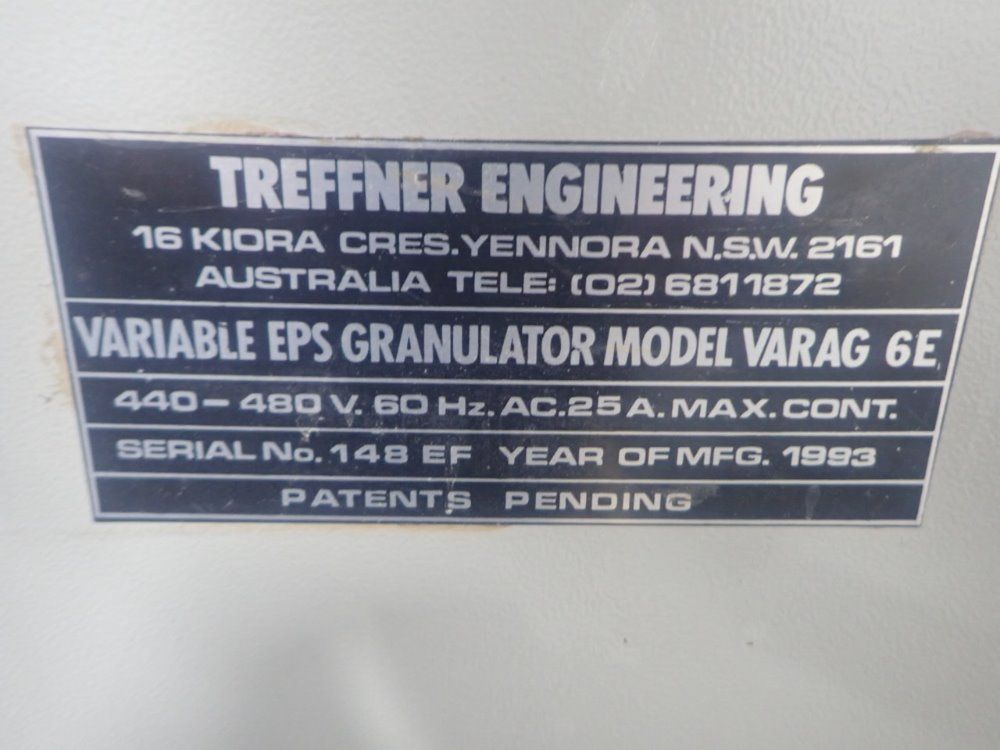 TREFFNER ENGINEERING
16 KIORA CRES. YENNORA N.S.W. 2161
AUSTRALIA TELE: (02) 6811872
VARIABLE EPS GRANULATOR MODEL VARAG 6E
440-480 V. 60 Hz. AC. 25 A. MAX. CONT.
SERIAL No. 148 EF YEAR OF MFG. 1993
PATENTS PENDING